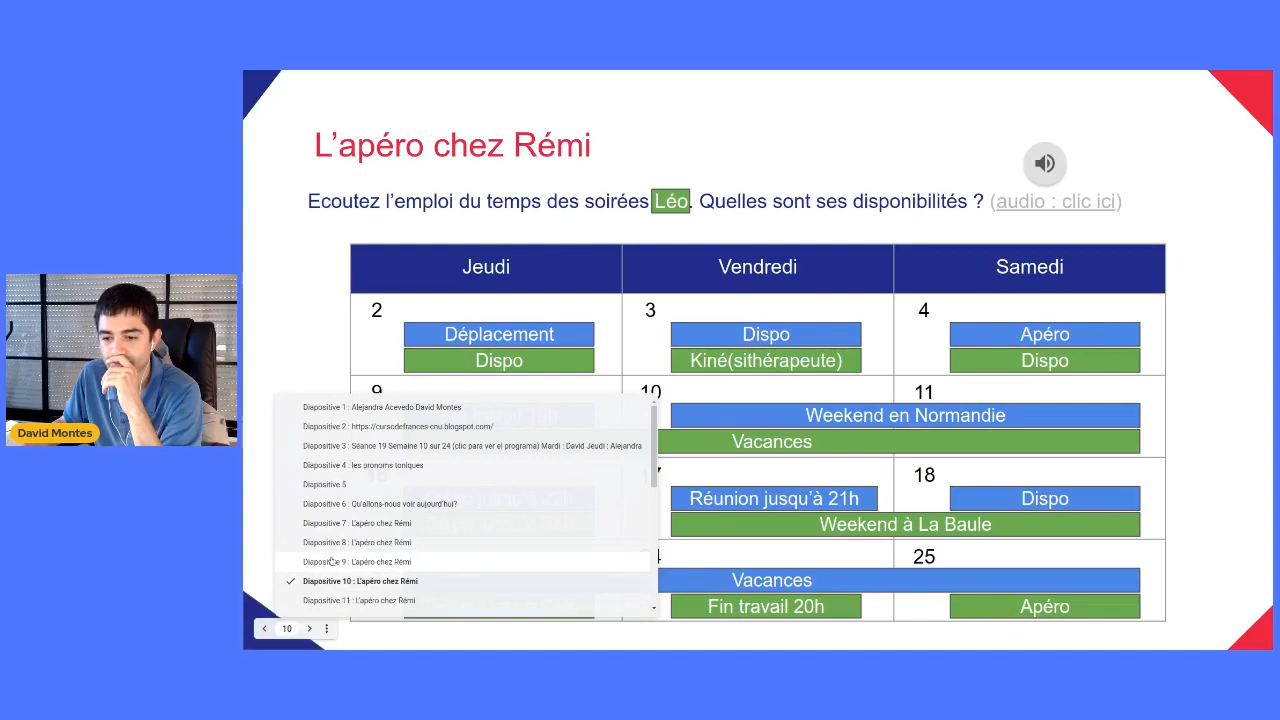 L'apéro chez Rémi
Ecoutez l'emploi du temps des soirées Léo. Quelles sont ses disponibilités ? (audio : clic ici)
Jeudi Vendredi Samedi
2 3 4
Déplacement Dispo Apéro
Dispo Kiné(sithérapeute) Dispo
9 10 11
Weekend en Normandie
Vacances
18
Réunion jusqu'à 21h Dispo
Weekend à La Baule
25
Vacances
Fin travail 20h Apéro
Diapositive 1 : Alejandra Acevedo David Montes
Diapositive 2 : https://cursodefrances-cnu.blogspot.com/
Diapositive 3 : Séance 19 Semaine 10 sur 24 (clic para ver el programa) Mardi : David Jeudi : Alejandra
Diapositive 4 : les pronoms toniques
Diapositive 5
Diapositive 6 : Qu'allons-nous voir aujourd'hui?
Diapositive 7 : L'apéro chez Rémi
Diapositive 8 : L'apéro chez Rémi
Diapositive 9 : L'apéro chez Rémi
Diapositive 10 : L'apéro chez Rémi
Diapositive 11 : L'apéro chez Rémi
10
David Montes